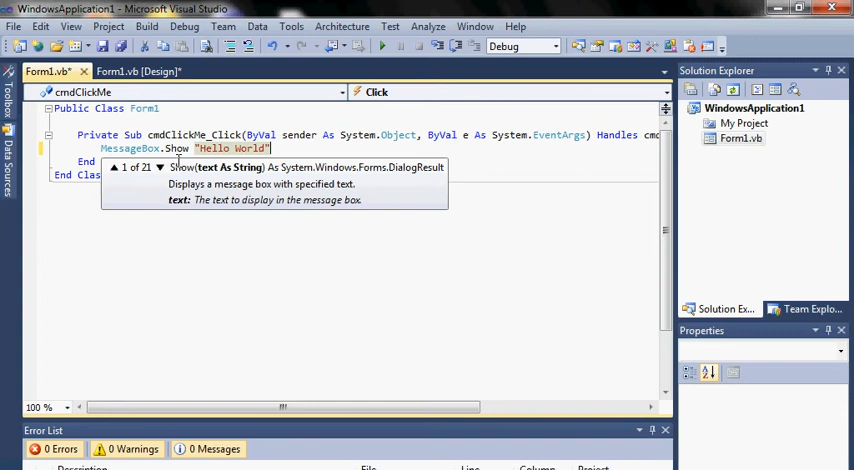 WindowsApplication1 - Microsoft Visual Studio
File Edit View Project Build Debug Team Data Tools Architecture Test Analyze Window Help
Debug
Form1.vb* Form1.vb [Design]*
Solution Explorer
Toolbox
Data Sources
cmdClickMe
Click
WindowsApplication1
My Project
Form1.vb
Public Class Form1
Private Sub cmdClickMe_Click(ByVal sender As System.Object, ByVal e As System.EventArgs) Handles cmd
MessageBox.Show "Hello World"
End
End Clas
1 of 21 Show(text As String) As System.Windows.Forms.DialogResult
Displays a message box with specified text.
text: The text to display in the message box.
Solution Ex... Team Explo...
Properties
100 %
Error List
0 Errors 0 Warnings 0 Messages
Description File Line Column Project